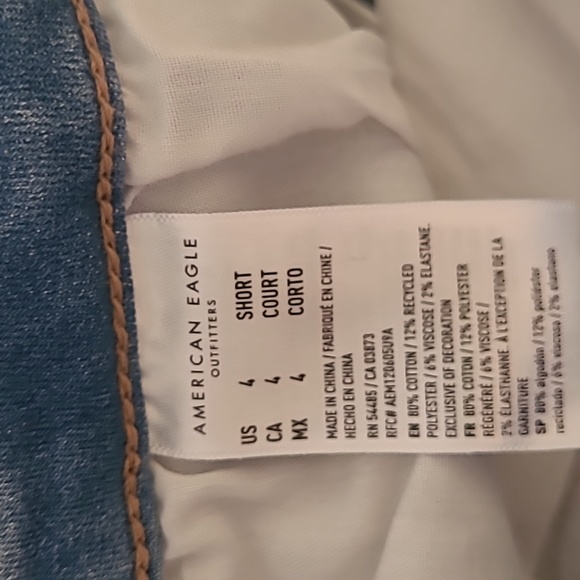 AMERICAN EAGLE
OUTFITTERS
US 4 SHORT
CA 4 COURT
MX 4 CORTO
MADE IN CHINA / FABRIQUÉ EN CHINE /
HECHO EN CHINA
RN 54485 / CA 03873
RFC# AEM120605U9A
EN 80% COTTON / 12% RECYCLED
POLYESTER / 6% VISCOSE / 2% ELASTANE.
EXCLUSIVE OF DECORATION
FR 80% COTON / 12% POLYESTER
RÉGÉNÉRÉ / 6% VISCOSE /
2% ÉLASTHANNE À L'EXCEPTION DE LA
GARNITURE
SP 80% algodón / 12% poliéster
reciclado / 6% viscosa / 2% elastano